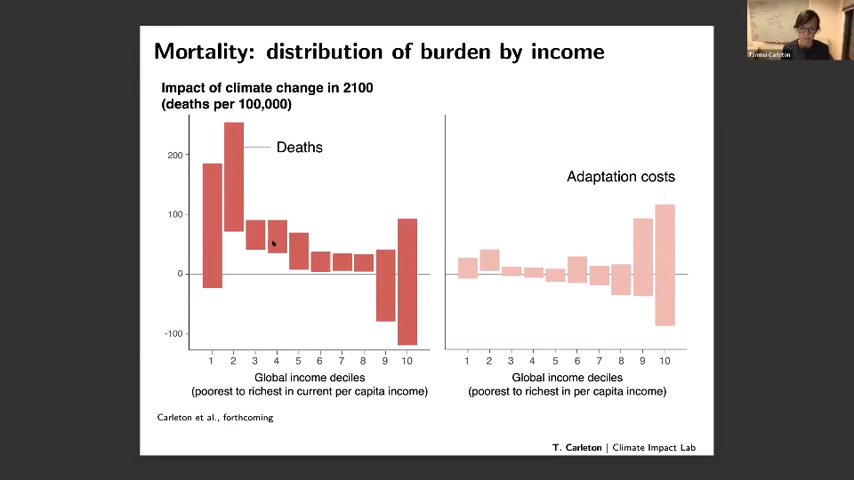 Mortality: distribution of burden by income
Impact of climate change in 2100
(deaths per 100,000)
200
100
0
-100
Deaths
1 2 3 4 5 6 7 8 9 10
Global income deciles
(poorest to richest in current per capita income)
Adaptation costs
1 2 3 4 5 6 7 8 9 10
Global income deciles
(poorest to richest in per capita income)
Carleton et al., forthcoming
T. Carleton | Climate Impact Lab
Tamma Carleton